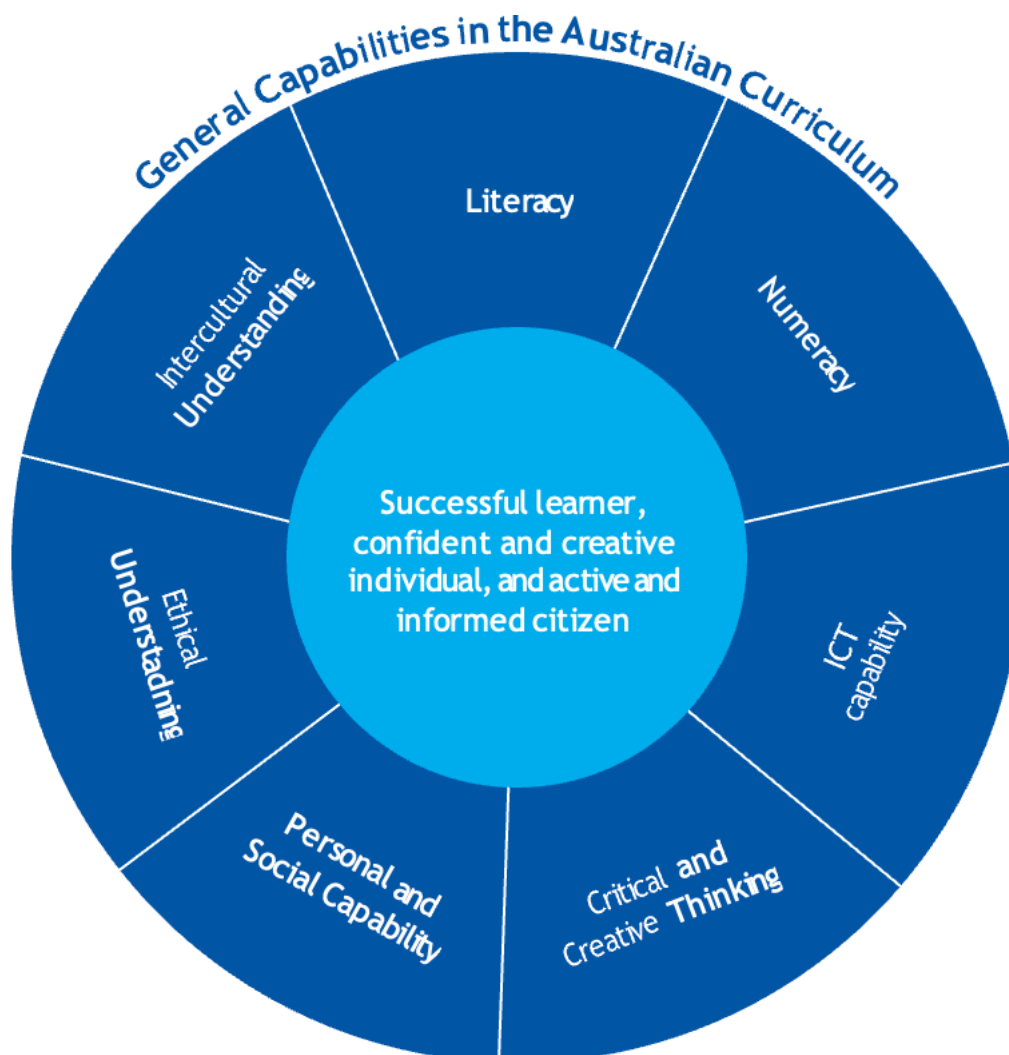 General Capabilities in the Australian Curriculum
Literacy
Numeracy
ICT
capability
Critical and
Creative Thinking
Personal and
Social Capability
Ethical
Understadning
Intercultural
Understanding
Successful learner,
confident and creative
individual, and active and
informed citizen